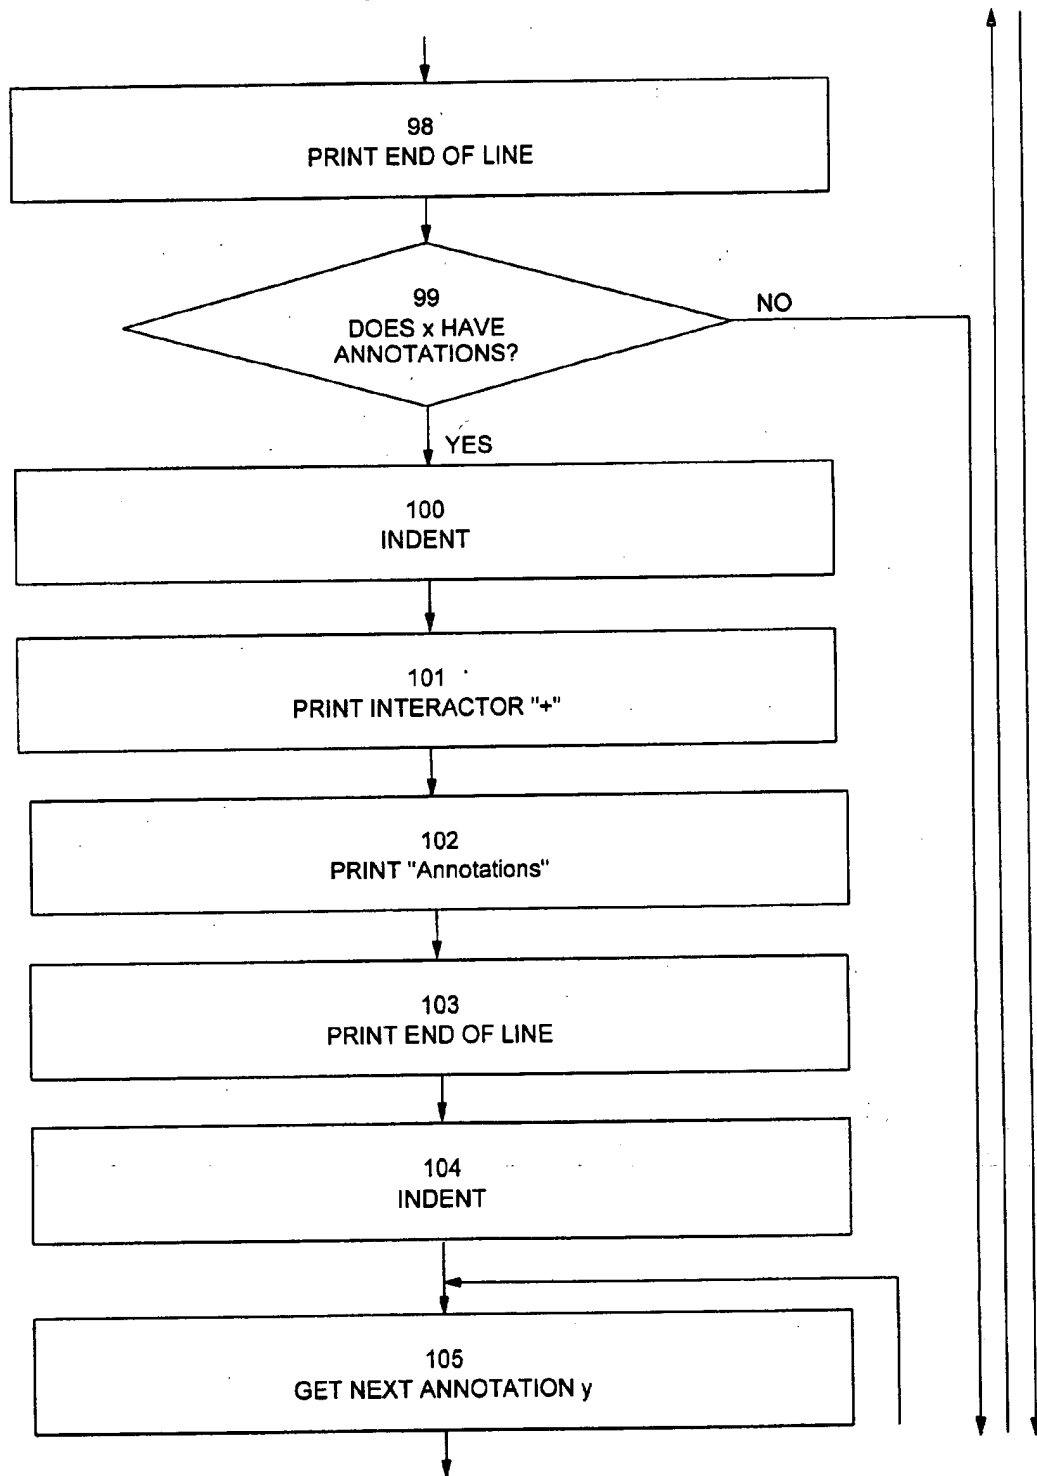 98
PRINT END OF LINE
99
DOES x HAVE
ANNOTATIONS?
NO
YES
100
INDENT
101
PRINT INTERACTOR "+"
102
PRINT "Annotations"
103
PRINT END OF LINE
104
INDENT
105
GET NEXT ANNOTATION y